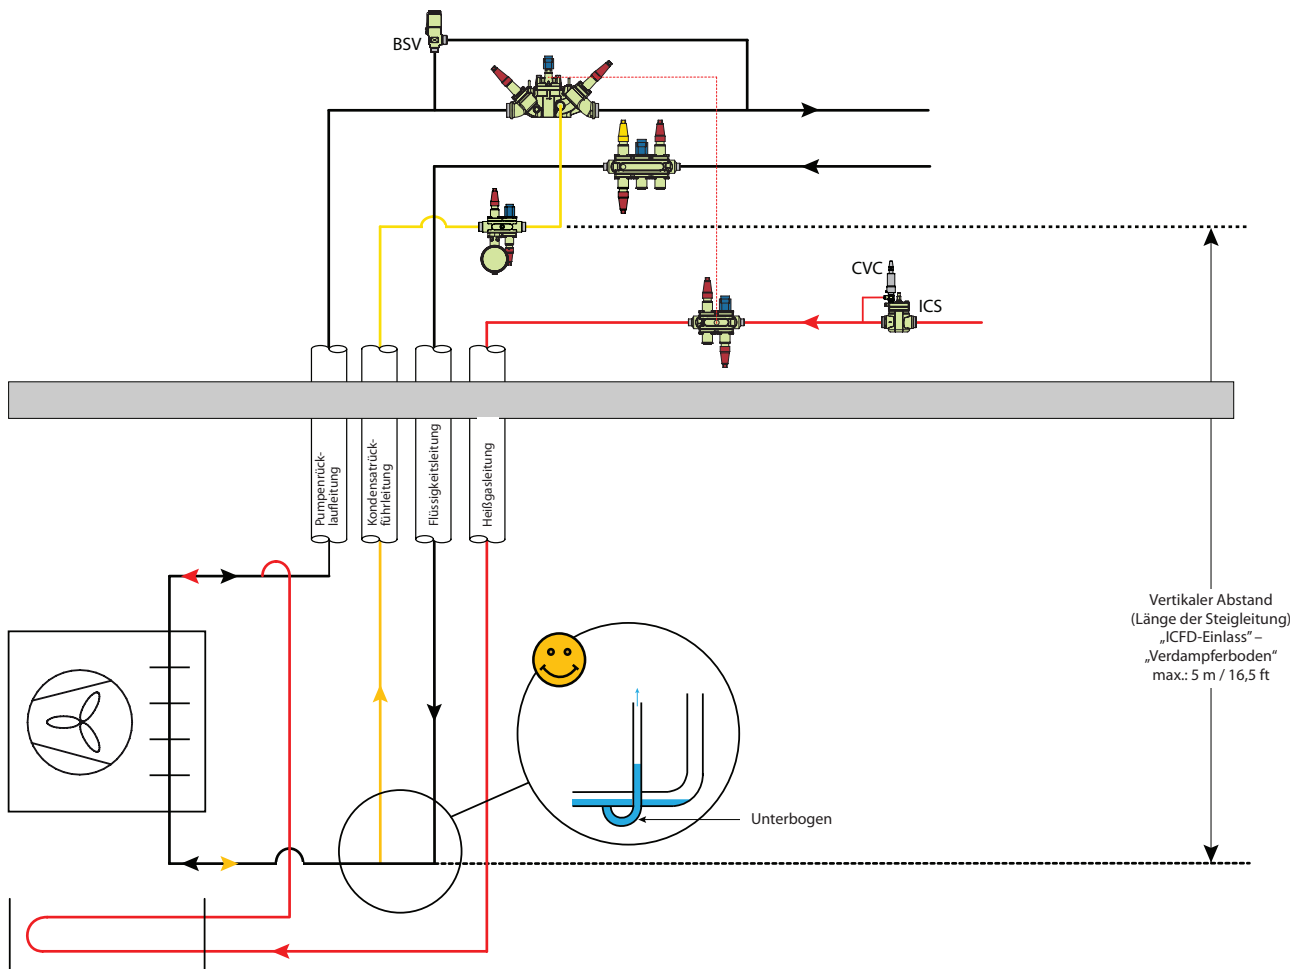 BSV
CVC
ICS
Pumpenrück-
laufleitung
Kondensatrück-
führleitung
Flüssigkeitsleitung
Heißgasleitung
Vertikaler Abstand
(Länge der Steigleitung)
„ICFD-Einlass” –
„Verdampferboden“
max.: 5 m / 16,5 ft
Unterbogen